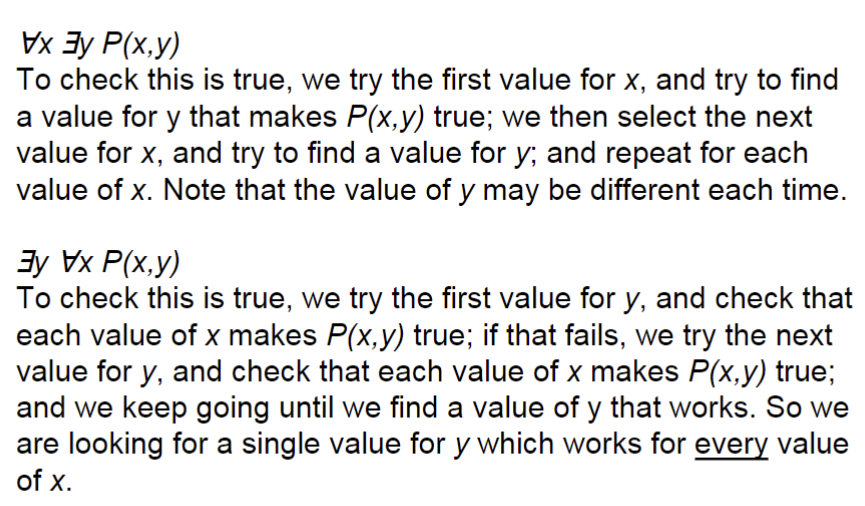 ∀x ∃y P(x,y)
To check this is true, we try the first value for x, and try to find
a value for y that makes P(x,y) true; we then select the next
value for x, and try to find a value for y; and repeat for each
value of x. Note that the value of y may be different each time.
∃y ∀x P(x,y)
To check this is true, we try the first value for y, and check that
each value of x makes P(x,y) true; if that fails, we try the next
value for y, and check that each value of x makes P(x,y) true;
and we keep going until we find a value of y that works. So we
are looking for a single value for y which works for every value
of x.